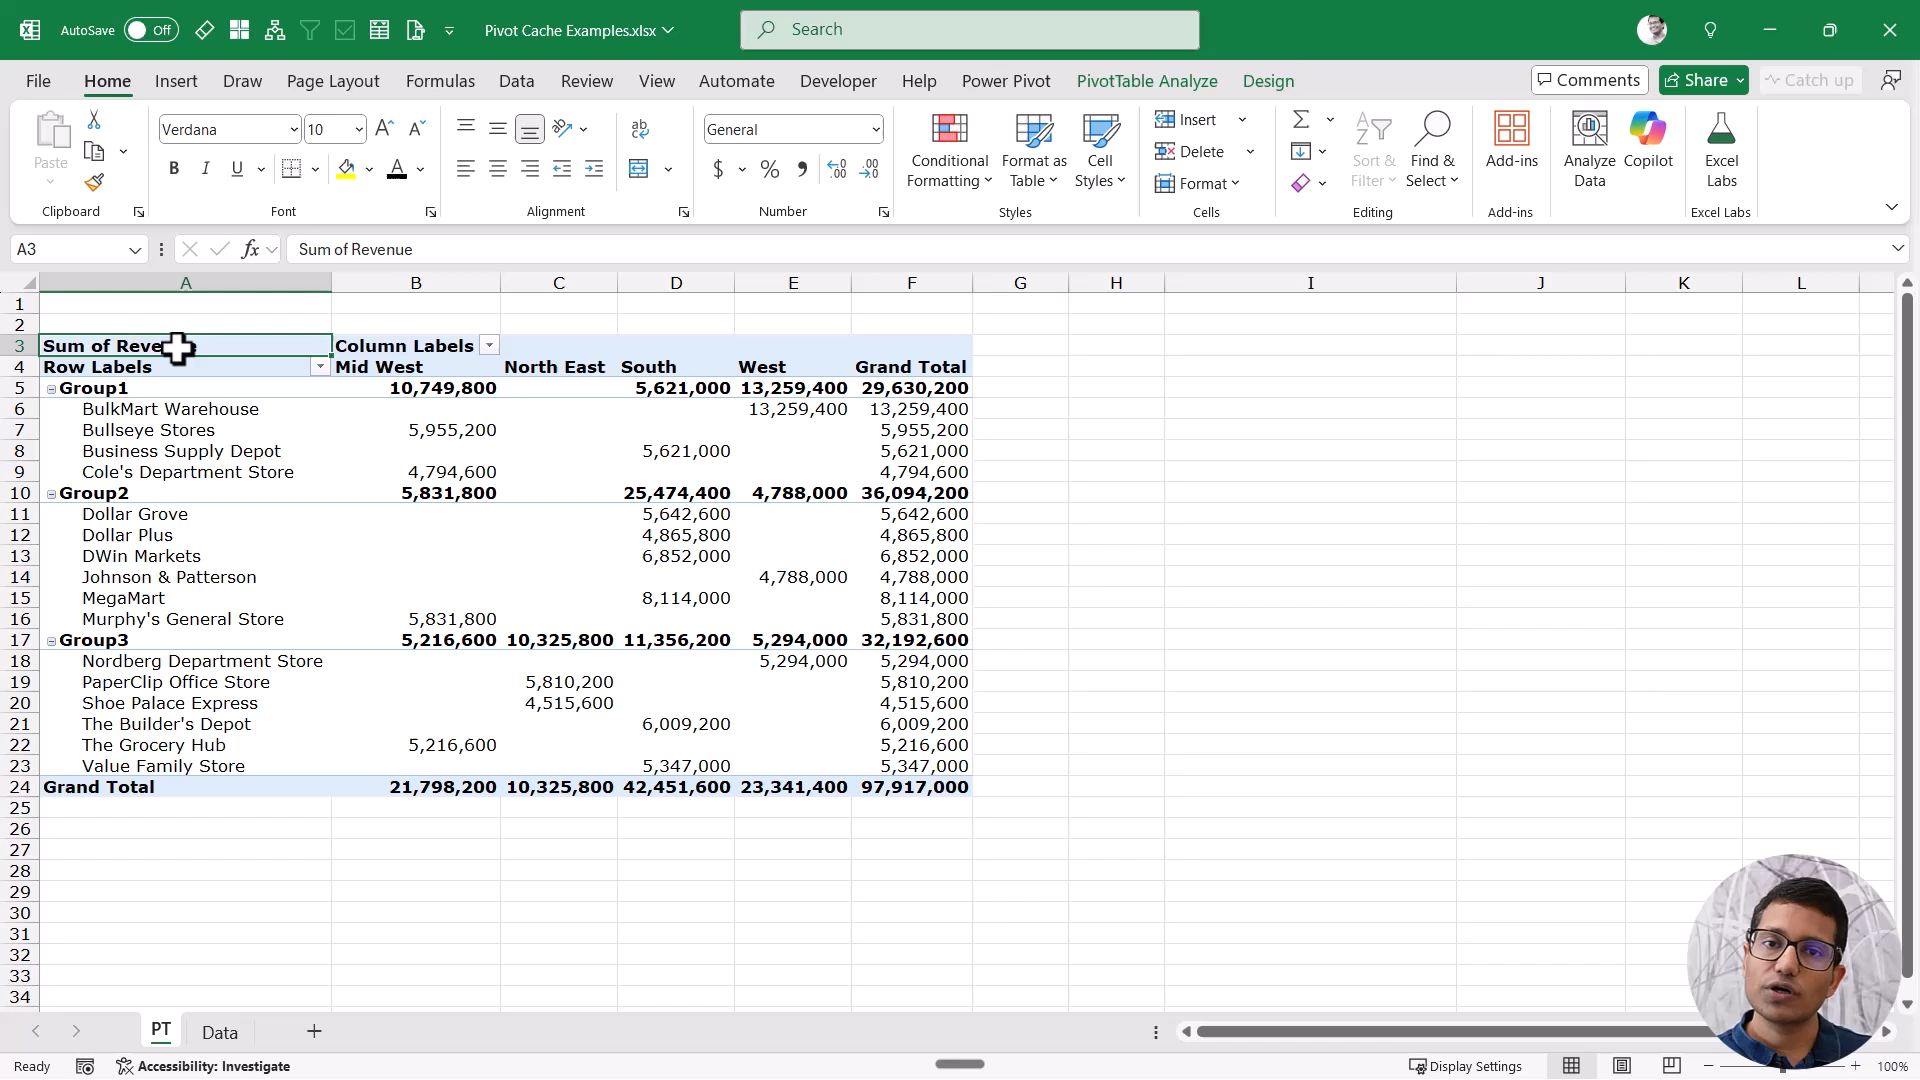 AutoSave Off Pivot Cache Examples.xlsx Search
File Home Insert Draw Page Layout Formulas Data Review View Automate Developer Help Power Pivot PivotTable Analyze Design Comments Share Catch up
Paste
Clipboard
Verdana 10
B I U A
Font
ab
Alignment
General
$ % .00
Number
Conditional Formatting
Format as Table
Cell Styles
Styles
Insert
Delete
Format
Cells
Sort & Filter
Find & Select
Editing
Add-ins
Add-ins
Analyze Data
Copilot
Excel Labs
Excel Labs
A3 fx Sum of Revenue
A B C D E F G H I J K L
1
2
3 Sum of Reve Column Labels
4 Row Labels Mid West North East South West Grand Total
5 Group1 10,749,800 5,621,000 13,259,400 29,630,200
6 BulkMart Warehouse 13,259,400 13,259,400
7 Bullseye Stores 5,955,200 5,955,200
8 Business Supply Depot 5,621,000 5,621,000
9 Cole's Department Store 4,794,600 4,794,600
10 Group2 5,831,800 25,474,400 4,788,000 36,094,200
11 Dollar Grove 5,642,600 5,642,600
12 Dollar Plus 4,865,800 4,865,800
13 DWin Markets 6,852,000 6,852,000
14 Johnson & Patterson 4,788,000 4,788,000
15 MegaMart 8,114,000 8,114,000
16 Murphy's General Store 5,831,800 5,831,800
17 Group3 5,216,600 10,325,800 11,356,200 5,294,000 32,192,600
18 Nordberg Department Store 5,294,000 5,294,000
19 PaperClip Office Store 5,810,200 5,810,200
20 Shoe Palace Express 4,515,600 4,515,600
21 The Builder's Depot 6,009,200 6,009,200
22 The Grocery Hub 5,216,600 5,216,600
23 Value Family Store 5,347,000 5,347,000
24 Grand Total 21,798,200 10,325,800 42,451,600 23,341,400 97,917,000
25
26
27
28
29
30
31
32
33
34
PT Data
Ready Accessibility: Investigate Display Settings 100%